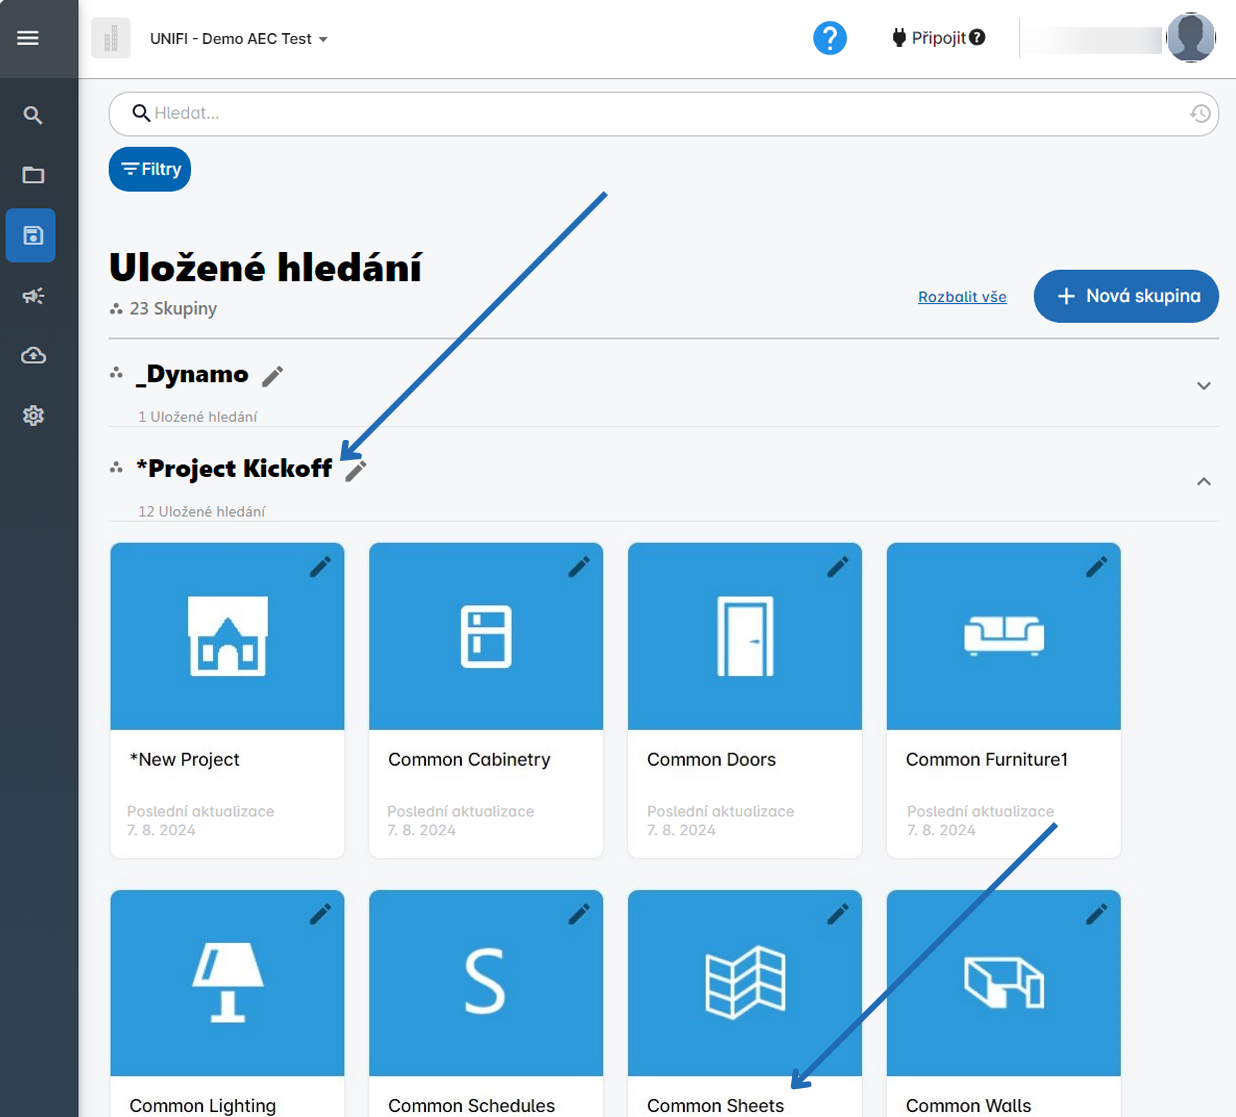 UNIFI - Demo AEC Test
?
Připojit ?
Hledat...
Filtry
Uložené hledání
23 Skupiny
Rozbalit vše
+ Nová skupina
_Dynamo
1 Uložené hledání
*Project Kickoff
12 Uložené hledání
*New Project
Poslední aktualizace
7. 8. 2024
Common Cabinetry
Poslední aktualizace
7. 8. 2024
Common Doors
Poslední aktualizace
7. 8. 2024
Common Furniture1
Poslední aktualizace
7. 8. 2024
Common Lighting
S
Common Schedules
Common Sheets
Common Walls